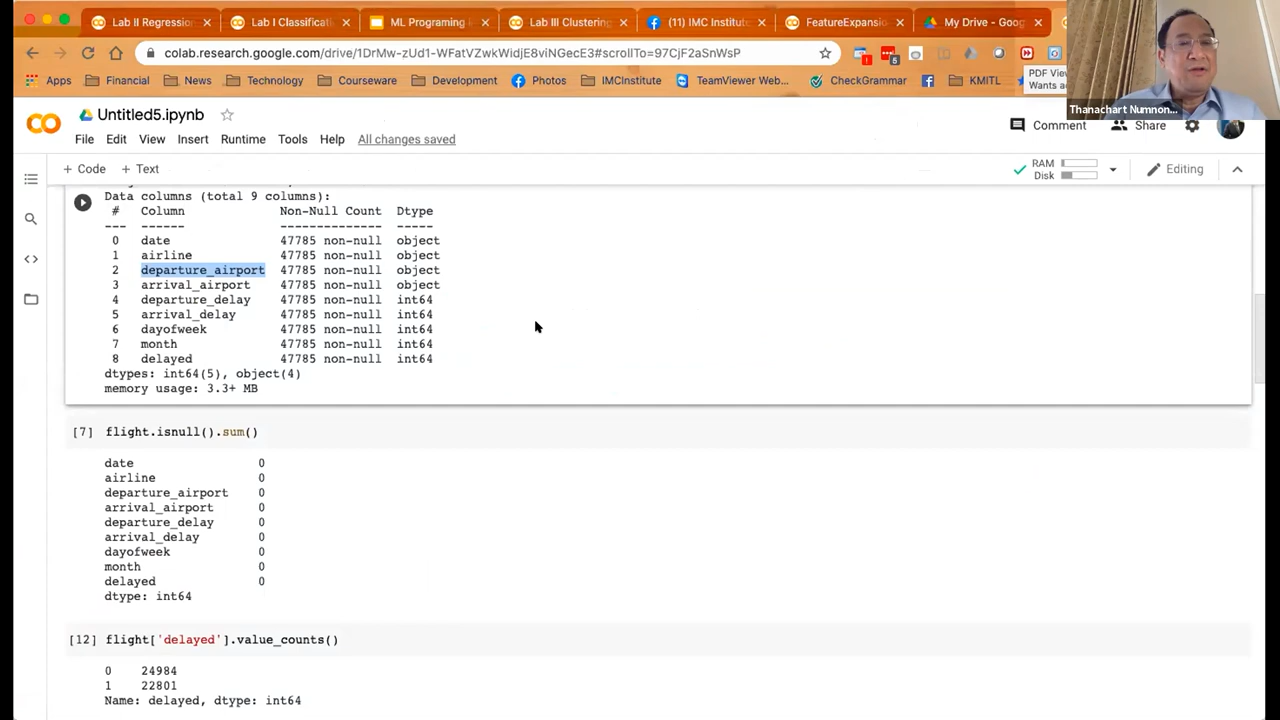 Lab II Regressi
Lab I Classificati
ML Programing i
Lab III Clustering
(11) IMC Institut
FeatureExpansi
My Drive - Goog
colab.research.google.com/drive/1DrMw-zUd1-WFatVZwkWidjE8viNGecE3#scrollTo=97CjF2aSnWsP
Apps
Financial
News
Technology
Courseware
Development
Photos
IMCInstitute
TeamViewer Web...
CheckGrammar
KMITL
PDF Vie
Wants a
Thanachart Numnon...
Untitled5.ipynb
File Edit View Insert Runtime Tools Help All changes saved
Comment
Share
+ Code + Text
RAM
Disk
Editing
Data columns (total 9 columns):
# Column Non-Null Count Dtype
--- ------ -------------- -----
0 date 47785 non-null object
1 airline 47785 non-null object
2 departure_airport 47785 non-null object
3 arrival_airport 47785 non-null object
4 departure_delay 47785 non-null int64
5 arrival_delay 47785 non-null int64
6 dayofweek 47785 non-null int64
7 month 47785 non-null int64
8 delayed 47785 non-null int64
dtypes: int64(5), object(4)
memory usage: 3.3+ MB
[7] flight.isnull().sum()
date 0
airline 0
departure_airport 0
arrival_airport 0
departure_delay 0
arrival_delay 0
dayofweek 0
month 0
delayed 0
dtype: int64
[12] flight['delayed'].value_counts()
0 24984
1 22801
Name: delayed, dtype: int64